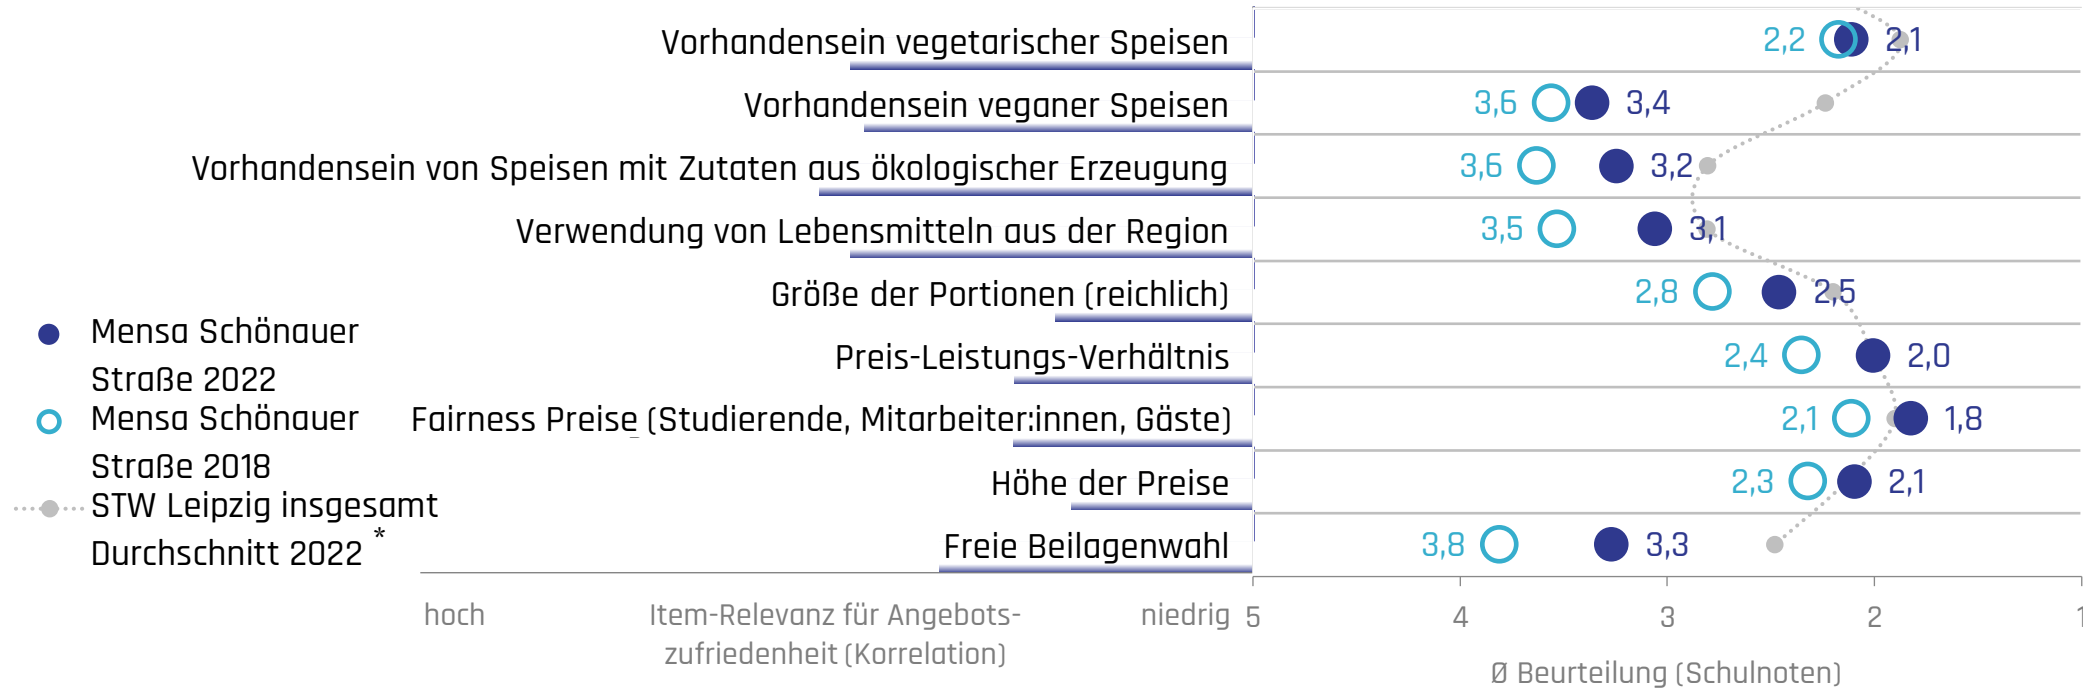 Vorhandensein vegetarischer Speisen
2,2
2,1
Vorhandensein veganer Speisen
3,6
3,4
Vorhandensein von Speisen mit Zutaten aus ökologischer Erzeugung
3,6
3,2
Verwendung von Lebensmitteln aus der Region
3,5
3,1
Größe der Portionen (reichlich)
2,8
2,5
Preis-Leistungs-Verhältnis
2,4
2,0
Fairness Preise (Studierende, Mitarbeiter:innen, Gäste)
2,1
1,8
Höhe der Preise
2,3
2,1
Freie Beilagenwahl
3,8
3,3
Mensa Schönauer
Straße 2022
Mensa Schönauer
Straße 2018
STW Leipzig insgesamt
Durchschnitt 2022 *
hoch
Item-Relevanz für Angebots-
zufriedenheit (Korrelation)
niedrig
5 4 3 2 1
Ø Beurteilung (Schulnoten)